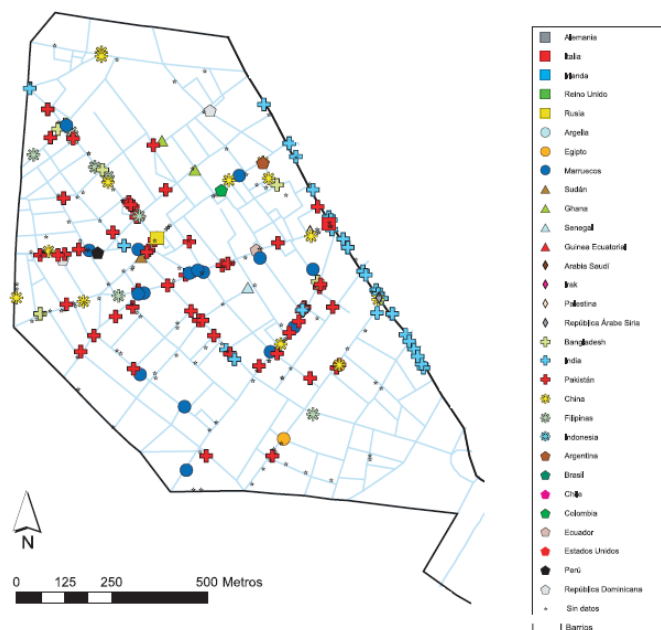 Alemania
Italia
Irlanda
Reino Unido
Rusia
Argelia
Egipto
Marruecos
Sudán
Ghana
Senegal
Guinea Ecuatorial
Arabia Saudí
Irak
Palestina
República Árabe Siria
Bangladesh
India
Pakistán
China
Filipinas
Indonesia
Argentina
Brasil
Chile
Colombia
Ecuador
Estados Unidos
Perú
República Dominicana
Sin datos
Barrios
N
0 125 250 500 Metros